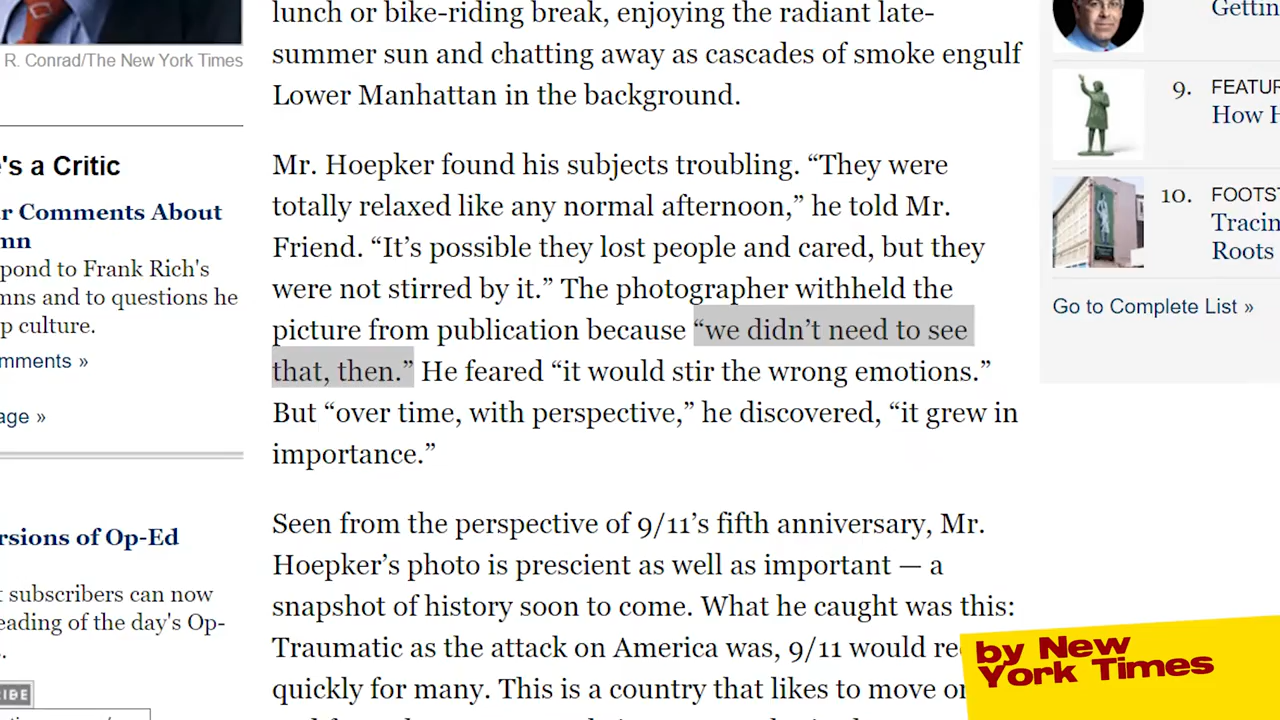 lunch or bike-riding break, enjoying the radiant late-
summer sun and chatting away as cascades of smoke engulf
Lower Manhattan in the background.
Mr. Hoepker found his subjects troubling. “They were
totally relaxed like any normal afternoon,” he told Mr.
Friend. “It’s possible they lost people and cared, but they
were not stirred by it.” The photographer withheld the
picture from publication because “we didn’t need to see
that, then.” He feared “it would stir the wrong emotions.”
But “over time, with perspective,” he discovered, “it grew in
importance.”
Seen from the perspective of 9/11’s fifth anniversary, Mr.
Hoepker’s photo is prescient as well as important — a
snapshot of history soon to come. What he caught was this:
Traumatic as the attack on America was, 9/11 would
quickly for many. This is a country that likes to move
R. Conrad/The New York Times
's a Critic
r Comments About
mn
pond to Frank Rich's
mns and to questions he
p culture.
mments »
age »
rsions of Op-Ed
t subscribers can now
eading of the day's Op-
s.
IBE
9. FEATUR
How H
10. FOOTST
Tracin
Roots
Go to Complete List »
by New
York Times